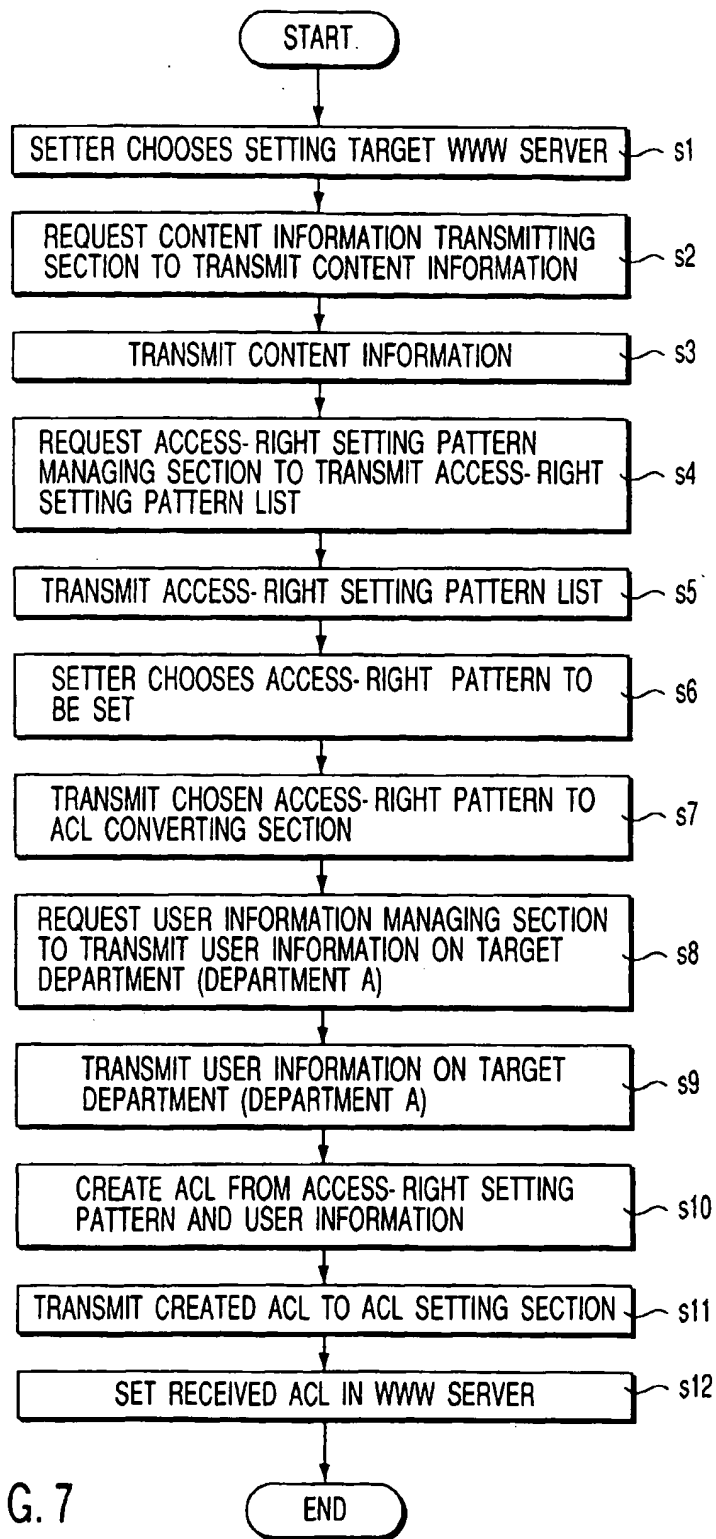 START.
SETTER CHOOSES SETTING TARGET WWW SERVER
s1
REQUEST CONTENT INFORMATION TRANSMITTING
SECTION TO TRANSMIT CONTENT INFORMATION
s2
TRANSMIT CONTENT INFORMATION
s3
REQUEST ACCESS-RIGHT SETTING PATTERN
MANAGING SECTION TO TRANSMIT ACCESS-RIGHT
SETTING PATTERN LIST
s4
TRANSMIT ACCESS-RIGHT SETTING PATTERN LIST
s5
SETTER CHOOSES ACCESS-RIGHT PATTERN TO
BE SET
s6
TRANSMIT CHOSEN ACCESS-RIGHT PATTERN TO
ACL CONVERTING SECTION
s7
REQUEST USER INFORMATION MANAGING SECTION
TO TRANSMIT USER INFORMATION ON TARGET
DEPARTMENT (DEPARTMENT A)
s8
TRANSMIT USER INFORMATION ON TARGET
DEPARTMENT (DEPARTMENT A)
s9
CREATE ACL FROM ACCESS-RIGHT SETTING
PATTERN AND USER INFORMATION
s10
TRANSMIT CREATED ACL TO ACL SETTING SECTION
s11
SET RECEIVED ACL IN WWW SERVER
s12
END
G. 7